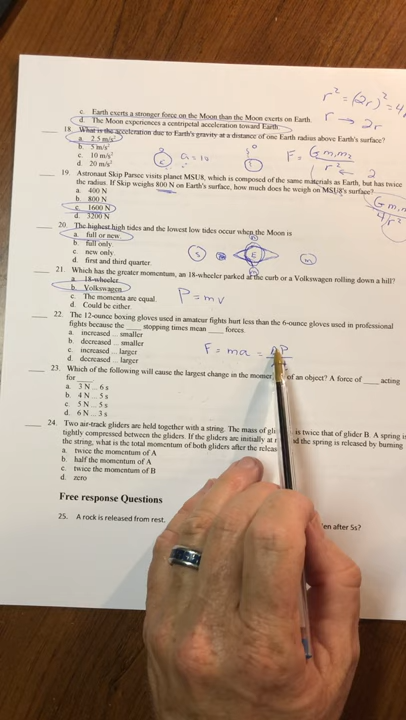 c. Earth exerts a stronger force on the Moon than the Moon exerts on Earth.
d. The Moon experiences a centripetal acceleration toward Earth.
r² = (2r)² = 4
r → 2r
18. What is the acceleration due to Earth's gravity at a distance of one Earth radius above Earth's surface?
a. 2.5 m/s²
b. 5 m/s²
c. 10 m/s²
d. 20 m/s²
a = 10
F = G m₁ m₂
r² ← 2
19. Astronaut Skip Parsec visits planet MSU8, which is composed of the same materials as Earth, but has twice
the radius. If Skip weighs 800 N on Earth's surface, how much does he weigh on MSU8's surface?
a. 400 N
b. 800 N
c. 1600 N
d. 3200 N
G m₁ m
4r²
20. The highest high tides and the lowest low tides occur when the Moon is
a. full or new.
b. full only.
c. new only.
d. first and third quarter.
S E m
21. Which has the greater momentum, an 18-wheeler parked at the curb or a Volkswagen rolling down a hill?
a. 18-wheeler
b. Volkswagen
c. The momenta are equal.
d. Could be either.
P = mv
22. The 12-ounce boxing gloves used in amateur fights hurt less than the 6-ounce gloves used in professional
fights because the ____ stopping times mean ____ forces.
a. increased ... smaller
b. decreased ... smaller
c. increased ... larger
d. decreased ... larger
F = ma = ΔP
23. Which of the following will cause the largest change in the momen of an object? A force of ____ acting
for ____
a. 3 N ... 6 s
b. 4 N ... 5 s
c. 5 N ... 5 s
d. 6 N ... 3 s
24. Two air-track gliders are held together with a string. The mass of gli is twice that of glider B. A spring is
tightly compressed between the gliders. If the gliders are initially at r d the spring is released by burning
the string, what is the total momentum of both gliders after the releas
a. twice the momentum of A
b. half the momentum of A
c. twice the momentum of B
d. zero
Free response Questions
25. A rock is released from rest. en after 5s?